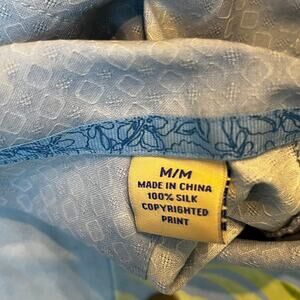 M/M
MADE IN CHINA
100% SILK
COPYRIGHTED
PRINT